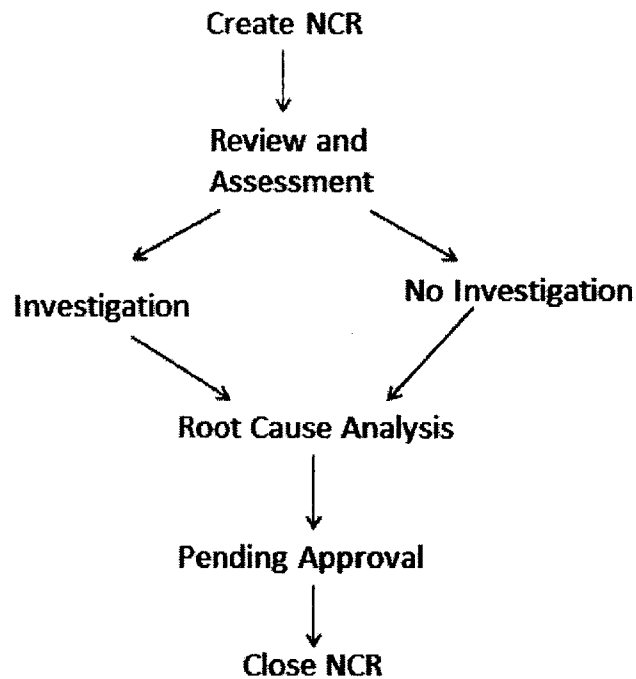 Create NCR
Review and
Assessment
Investigation
No Investigation
Root Cause Analysis
Pending Approval
Close NCR